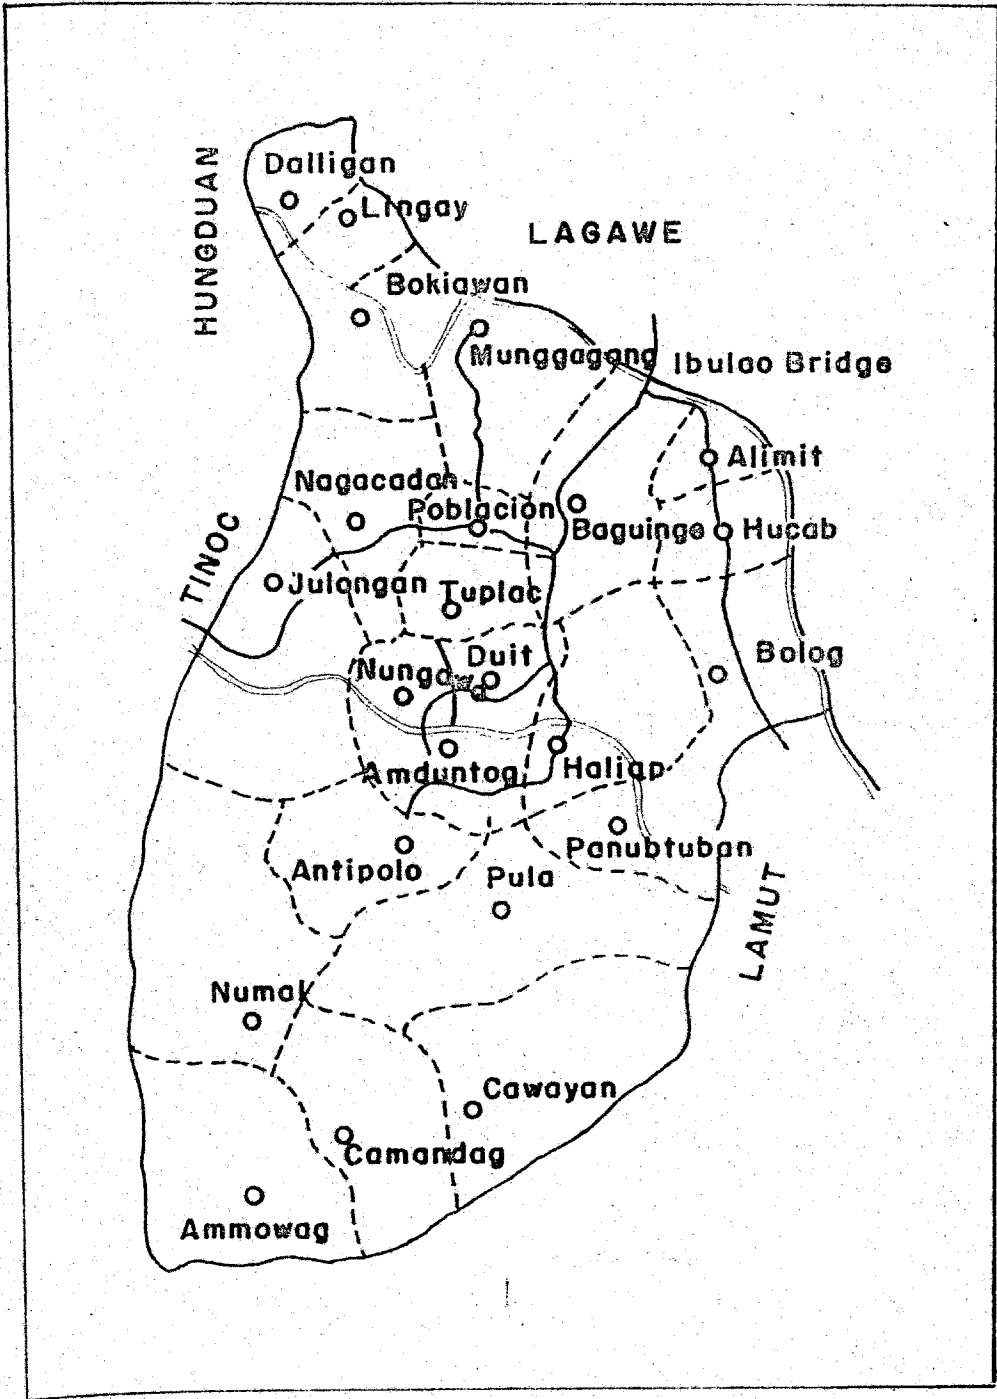 Dalligan
HUNGDUAN
Lingay
LAGAWE
Bokiawan
Munggagang
Ibulao Bridge
Alimit
Nagacadan
Poblacion
Baguinge
Hucab
TINOC
Julongan
Tuplac
Duit
Bolog
Nungawa
Amduntog
Haliap
Panubtuban
Antipolo
Pula
LAMUT
Numal
Cawayan
Camandag
Ammowag